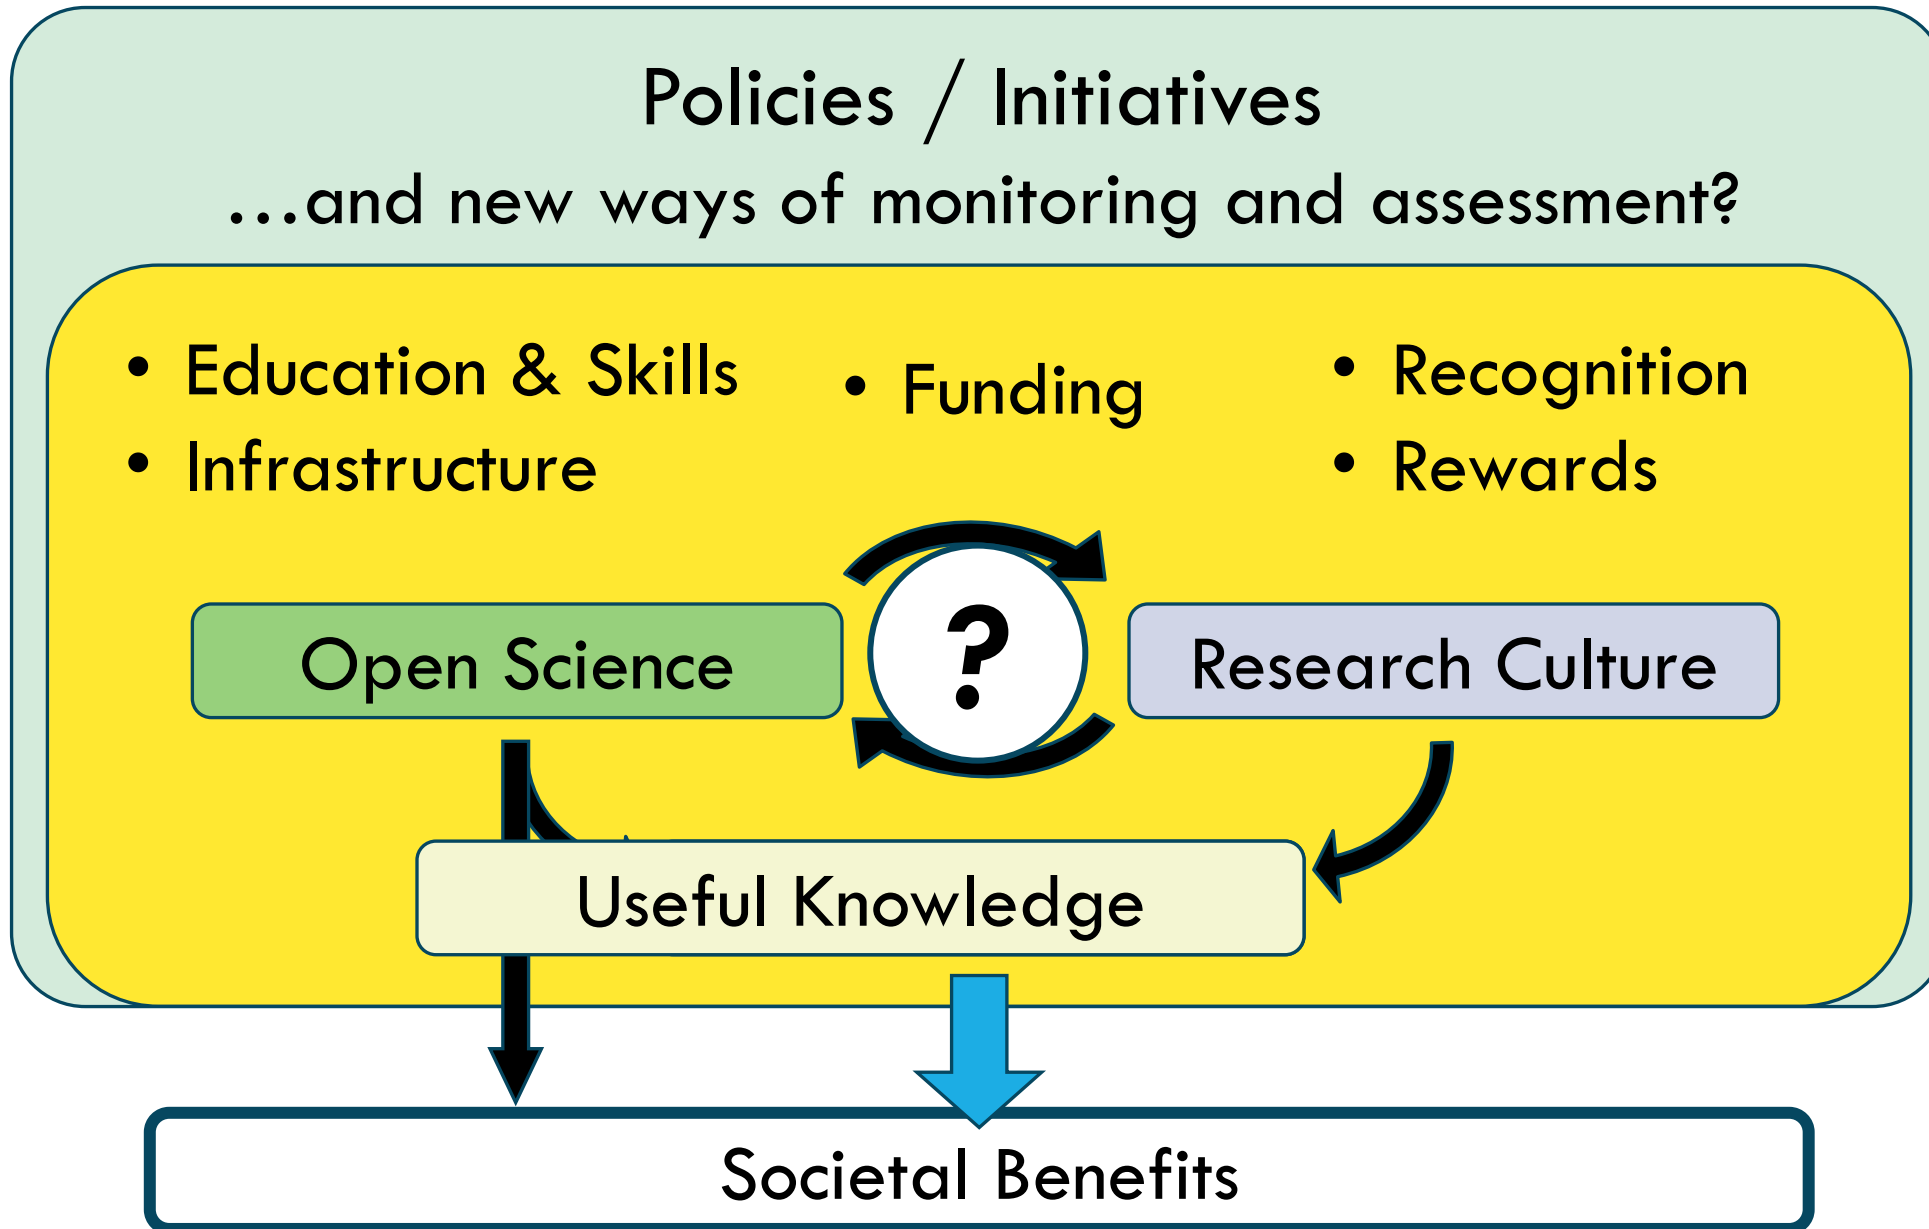 Policies / Initiatives
...and new ways of monitoring and assessment?
• Education & Skills
• Infrastructure
• Funding
• Recognition
• Rewards
Open Science
?
Research Culture
Useful Knowledge
Societal Benefits